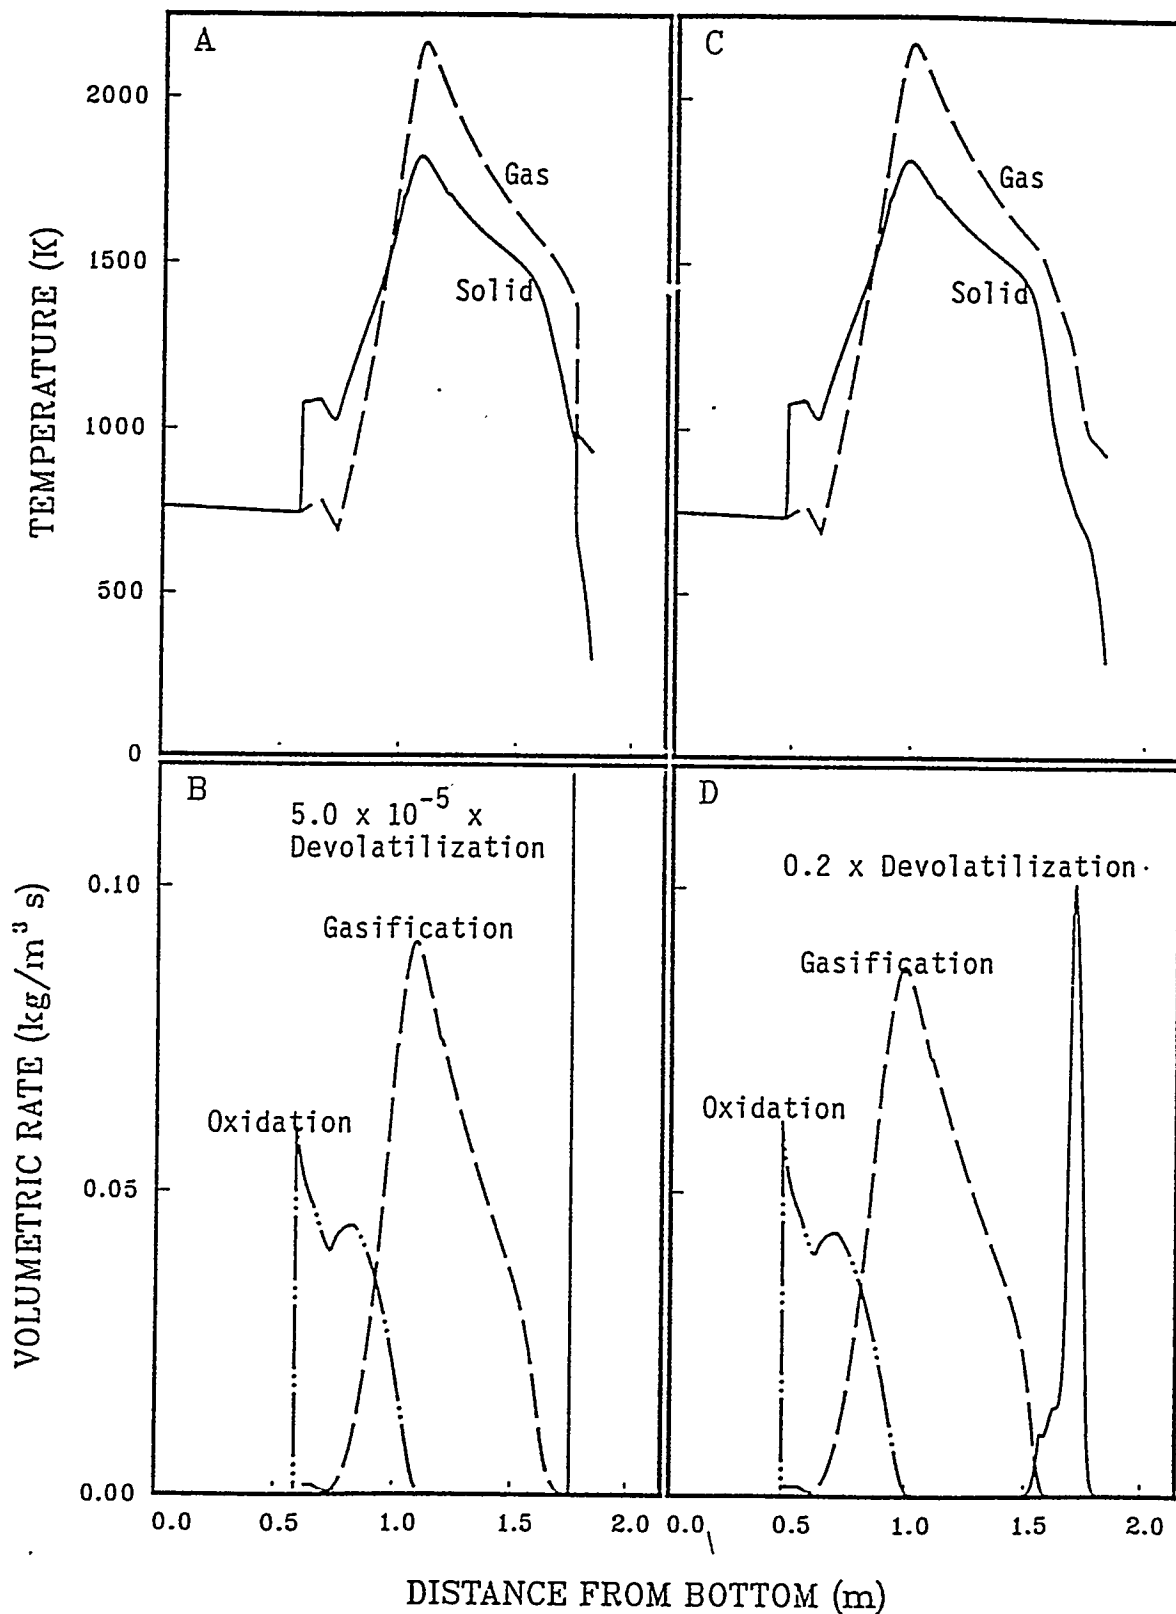 A
C
2000
1500
1000
500
0
TEMPERATURE (K)
Gas
Solid
Gas
Solid
B
D
5.0 x 10⁻⁵ x
Devolatilization
0.2 x Devolatilization
Gasification
Gasification
Oxidation
Oxidation
0.10
0.05
0.00
VOLUMETRIC RATE (kg/m³ s)
0.0 0.5 1.0 1.5 2.0
0.0 0.5 1.0 1.5 2.0
DISTANCE FROM BOTTOM (m)